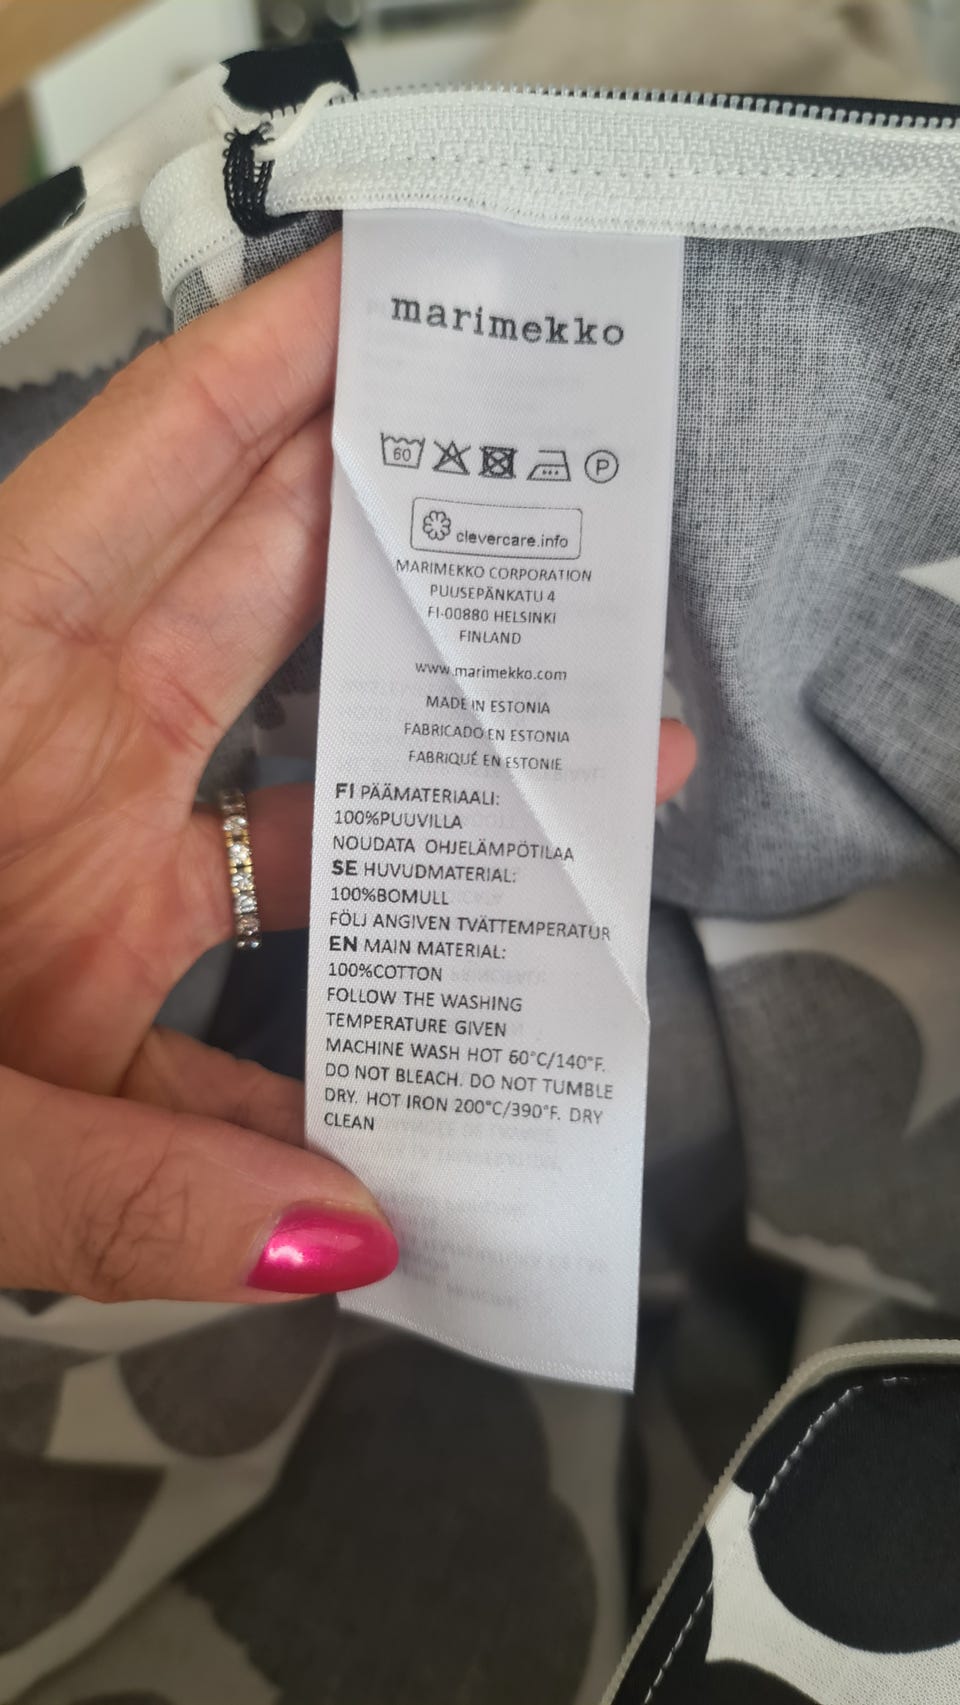 marimekko
60 P
clevercare.info
MARIMEKKO CORPORATION
PUUSEPÄNKATU 4
FI-00880 HELSINKI
FINLAND
www.marimekko.com
MADE IN ESTONIA
FABRICADO EN ESTONIA
FABRIQUÉ EN ESTONIE
FI PÄÄMATERIAALI:
100%PUUVILLA
NOUDATA OHJELÄMPÖTILAA
SE HUVUDMATERIAL:
100%BOMULL
FÖLJ ANGIVEN TVÄTTEMPERATUR
EN MAIN MATERIAL:
100%COTTON
FOLLOW THE WASHING
TEMPERATURE GIVEN
MACHINE WASH HOT 60°C/140°F.
DO NOT BLEACH. DO NOT TUMBLE
DRY. HOT IRON 200°C/390°F. DRY
CLEAN